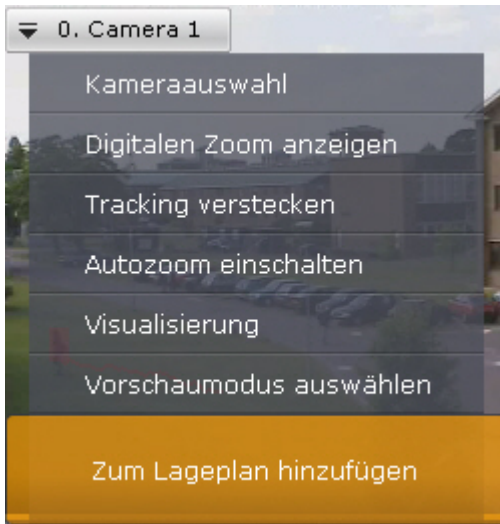 0. Camera 1
Kameraauswahl
Digitalen Zoom anzeigen
Tracking verstecken
Autozoom einschalten
Visualisierung
Vorschaumodus auswählen
Zum Lageplan hinzufügen